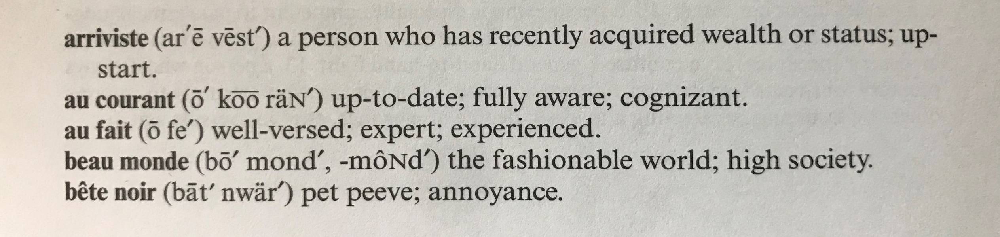 arriviste (ar′ē vēst′) a person who has recently acquired wealth or status; up-
start.
au courant (ō′ ko͞o räN′) up-to-date; fully aware; cognizant.
au fait (ō fe′) well-versed; expert; experienced.
beau monde (bō′ mond′, -môNd′) the fashionable world; high society.
bête noir (bāt′ nwär′) pet peeve; annoyance.